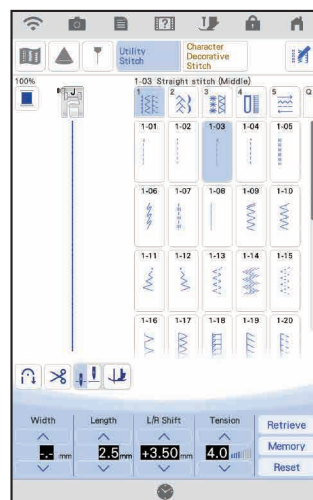 Utility
Stitch
Character
Decorative
Stitch
100%
1-03 Straight stitch (Middle)
J
1 2 3 4 5 Q
1-01 1-02 1-03 1-04 1-05
1-06 1-07 1-08 1-09 1-10
1-11 1-12 1-13 1-14 1-15
1-16 1-17 1-18 1-19 1-20
Width Length L/R Shift Tension
-.- mm 2.5 mm +3.50 mm 4.0
Retrieve
Memory
Reset